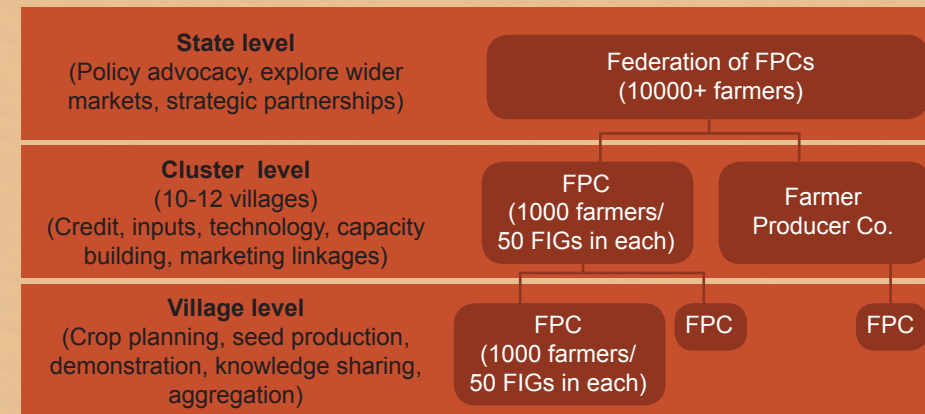 State level
(Policy advocacy, explore wider
markets, strategic partnerships)
Federation of FPCs
(10000+ farmers)
Cluster level
(10-12 villages)
(Credit, inputs, technology, capacity
building, marketing linkages)
FPC
(1000 farmers/
50 FIGs in each)
Farmer
Producer Co.
Village level
(Crop planning, seed production,
demonstration, knowledge sharing,
aggregation)
FPC
(1000 farmers/
50 FIGs in each)
FPC
FPC